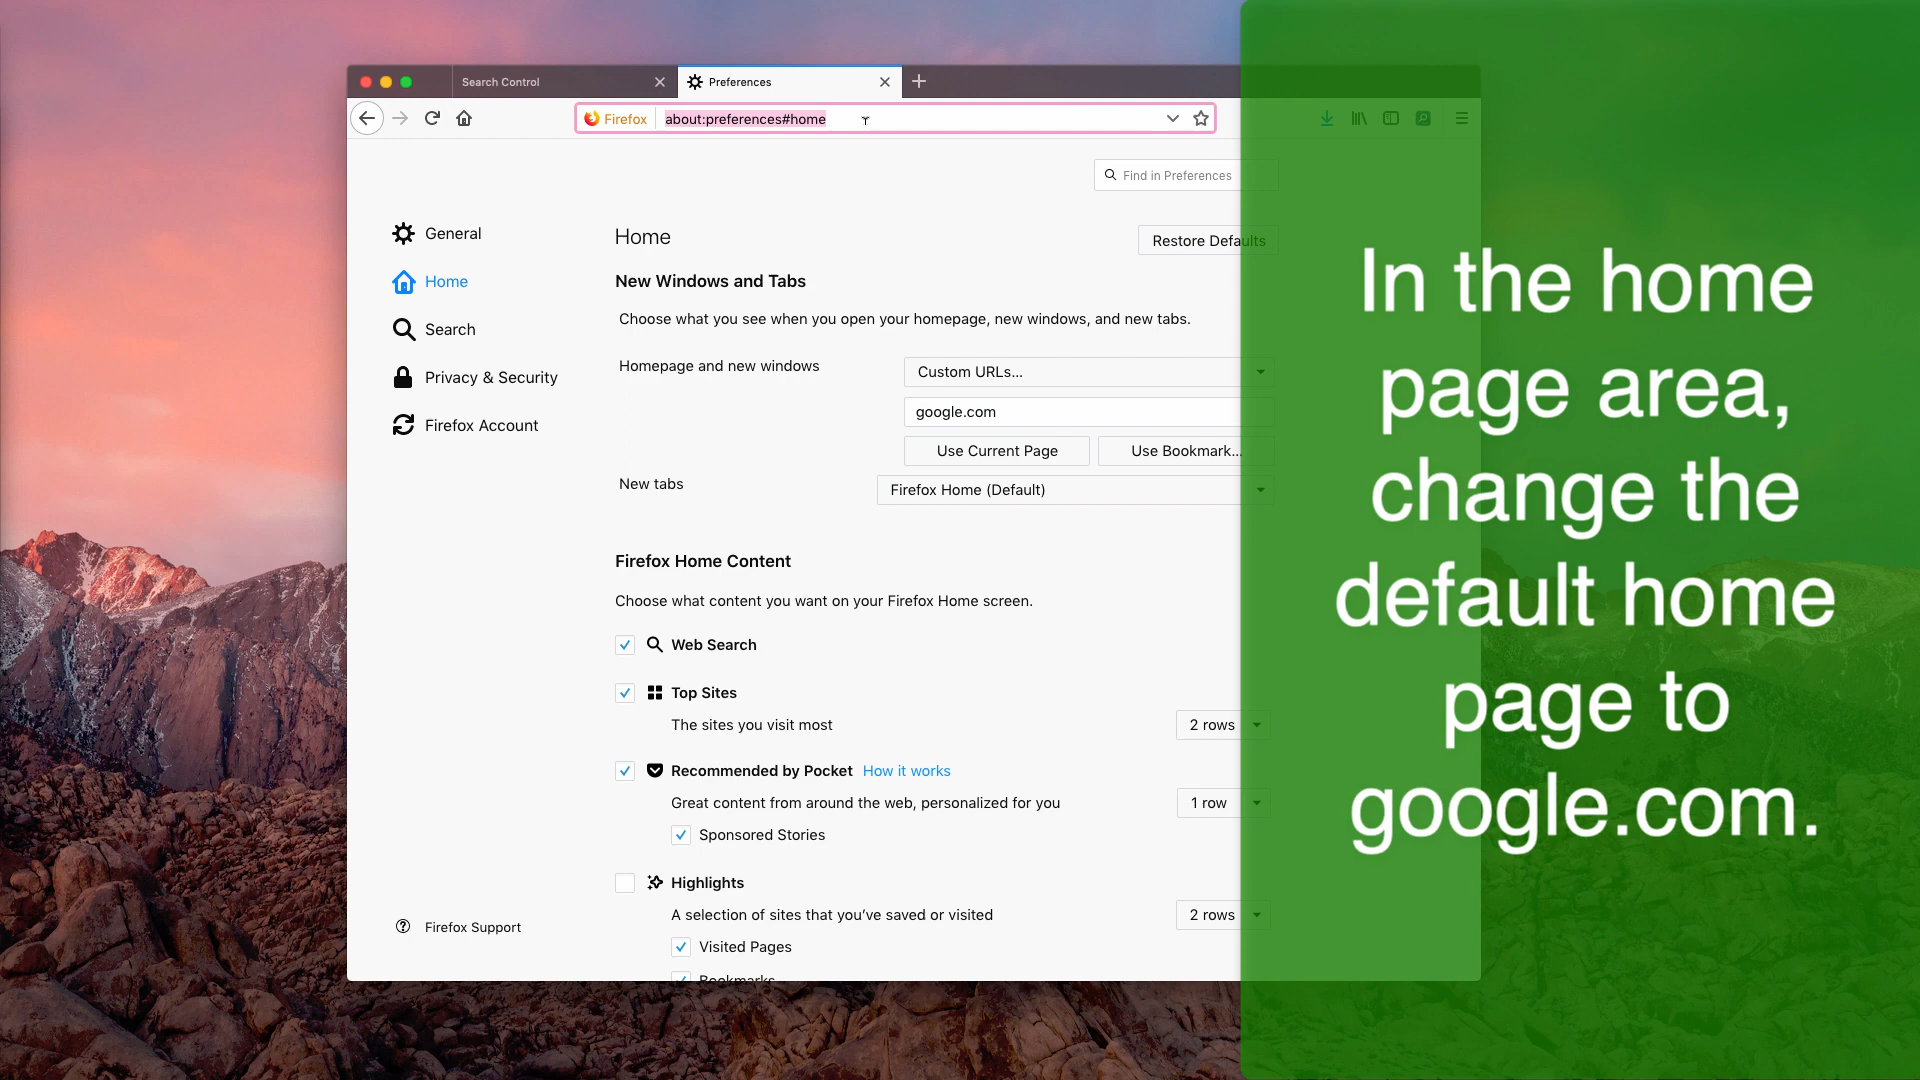 Search Control
Preferences
Firefox
about:preferences#home
Find in Preferences
General
Home
Search
Privacy & Security
Firefox Account
Firefox Support
Home
Restore Defaults
New Windows and Tabs
Choose what you see when you open your homepage, new windows, and new tabs.
Homepage and new windows
Custom URLs...
google.com
Use Current Page
Use Bookmark...
New tabs
Firefox Home (Default)
Firefox Home Content
Choose what content you want on your Firefox Home screen.
Web Search
Top Sites
The sites you visit most
2 rows
Recommended by Pocket How it works
Great content from around the web, personalized for you
1 row
Sponsored Stories
Highlights
A selection of sites that you’ve saved or visited
2 rows
Visited Pages
Bookmarks
In the home
page area,
change the
default home
page to
google.com.